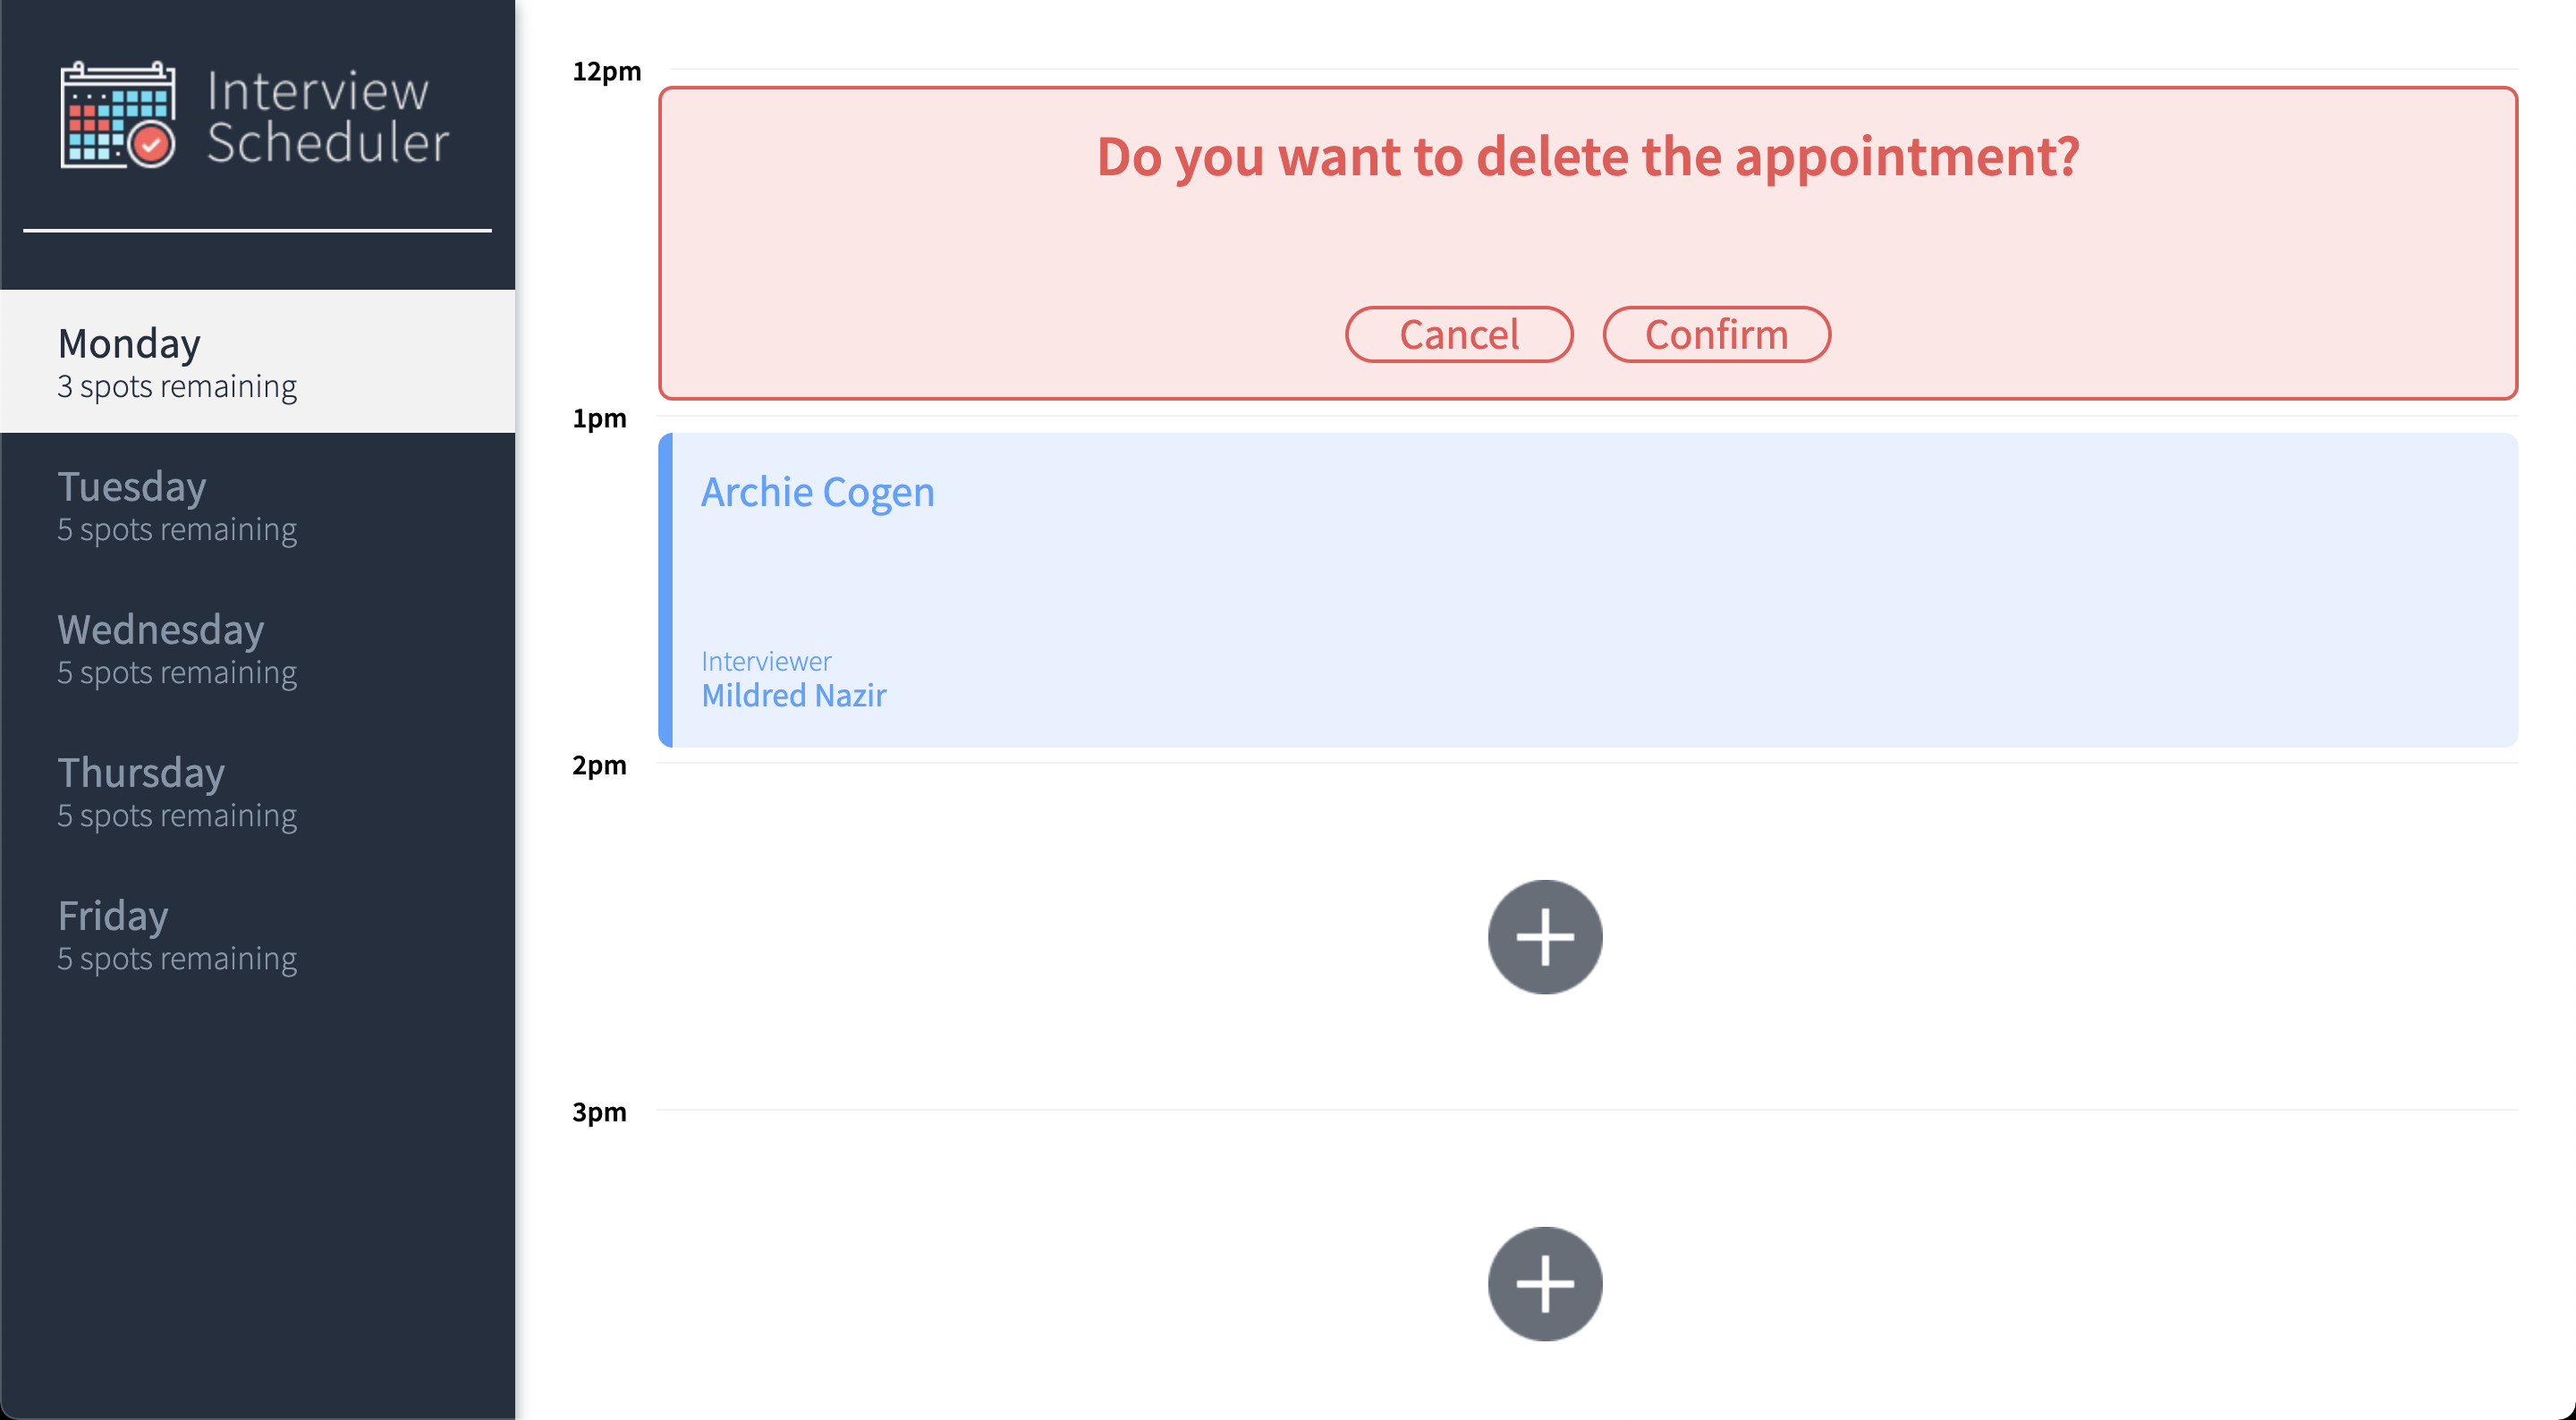 Interview
Scheduler
Monday
3 spots remaining
Tuesday
5 spots remaining
Wednesday
5 spots remaining
Thursday
5 spots remaining
Friday
5 spots remaining
12pm
Do you want to delete the appointment?
Cancel Confirm
1pm
Archie Cogen
Interviewer
Mildred Nazir
2pm
3pm